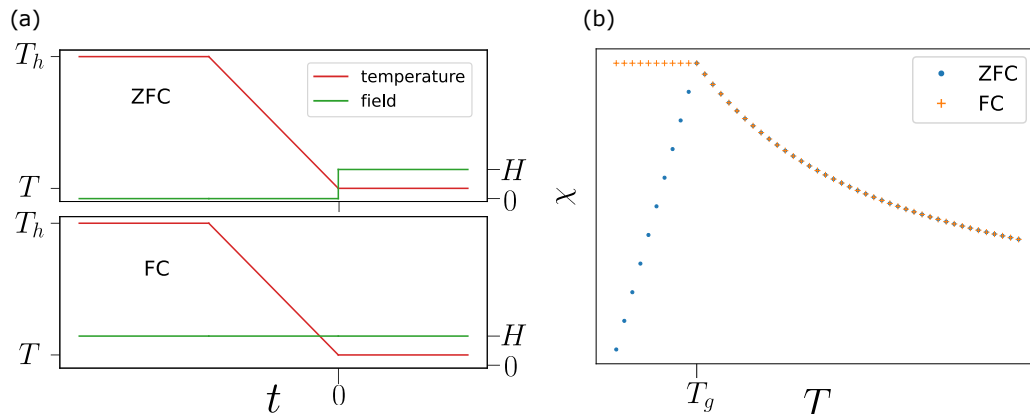 (a)
T_h
ZFC
temperature
field
T
H
0
T_h
FC
T
H
0
t
0
(b)
ZFC
FC
χ
T_g
T